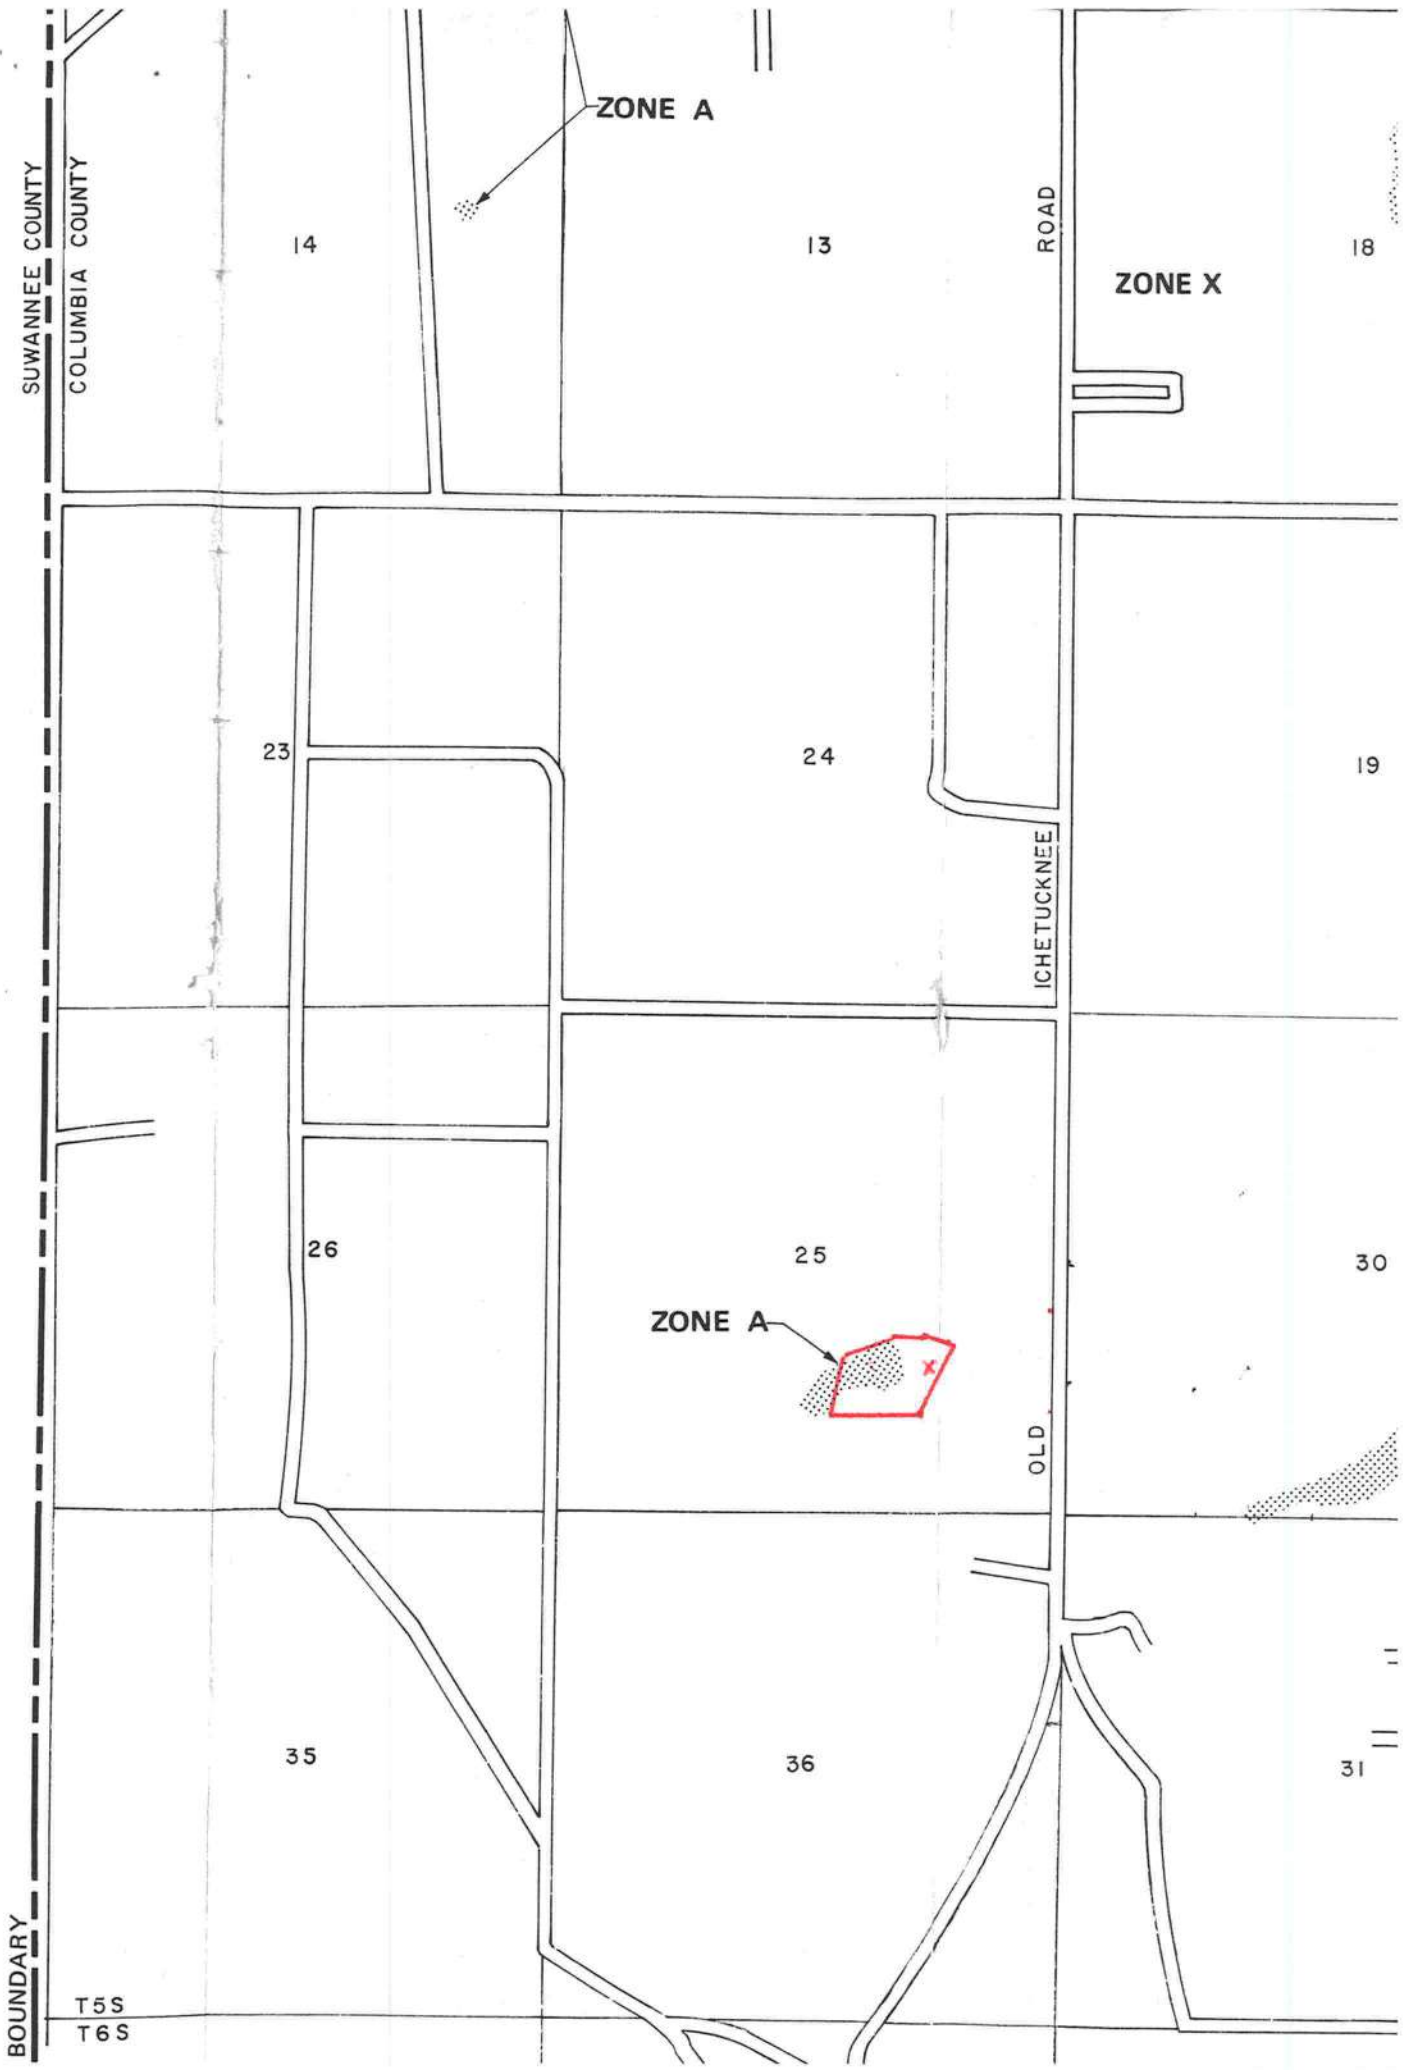 ZONE A
SUWANNEE COUNTY
COLUMBIA COUNTY
14
13
ROAD
18
ZONE X
23
24
19
ICHETUCKNEE
26
25
30
ZONE A
X
OLD
35
36
31
BOUNDARY
T5S
T6S